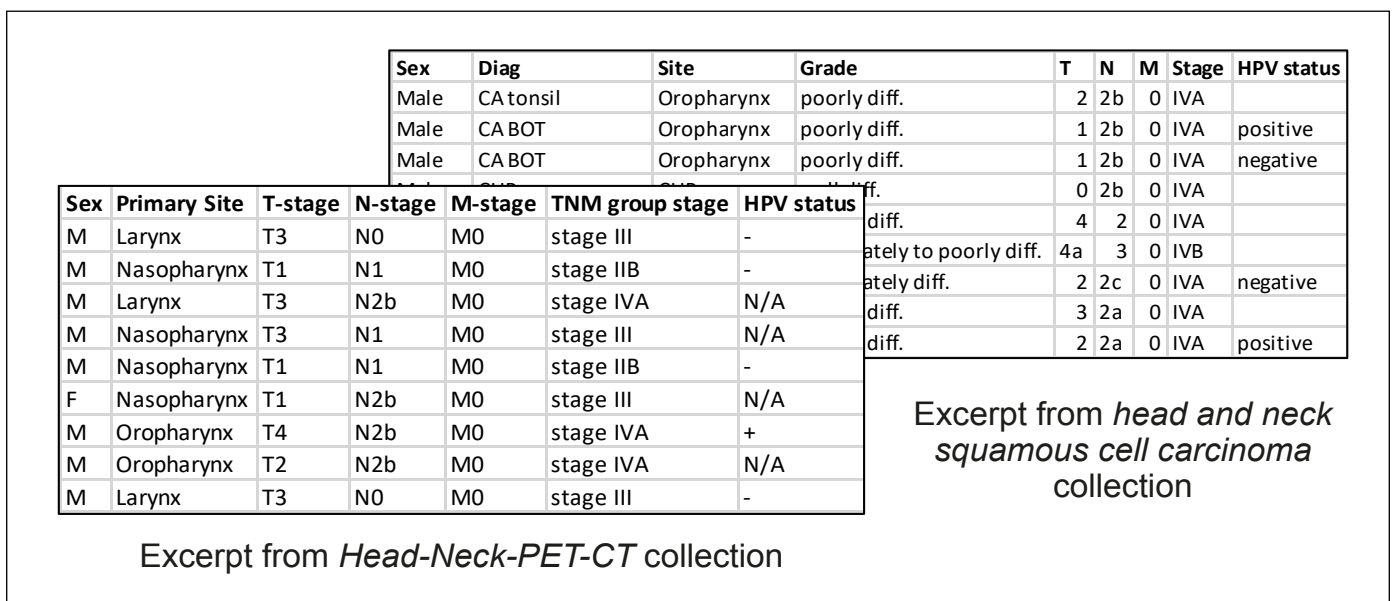 Sex Diag Site Grade T N M Stage HPV status
Male CA tonsil Oropharynx poorly diff. 2 2b 0 IVA
Male CA BOT Oropharynx poorly diff. 1 2b 0 IVA positive
Male CA BOT Oropharynx poorly diff. 1 2b 0 IVA negative
0 2b 0 IVA
diff. 4 2 0 IVA
to poorly diff. 4a 3 0 IVB
diff. 2 2c 0 IVA negative
diff. 3 2a 0 IVA
diff. 2 2a 0 IVA positive
Sex Primary Site T-stage N-stage M-stage TNM group stage HPV status
M Larynx T3 N0 M0 stage III -
M Nasopharynx T1 N1 M0 stage IIB -
M Larynx T3 N2b M0 stage IVA N/A
M Nasopharynx T3 N1 M0 stage III N/A
M Nasopharynx T1 N1 M0 stage IIB -
F Nasopharynx T1 N2b M0 stage III N/A
M Oropharynx T4 N2b M0 stage IVA +
M Oropharynx T2 N2b M0 stage IVA N/A
M Larynx T3 N0 M0 stage III -
Excerpt from head and neck
squamous cell carcinoma
collection
Excerpt from Head-Neck-PET-CT collection